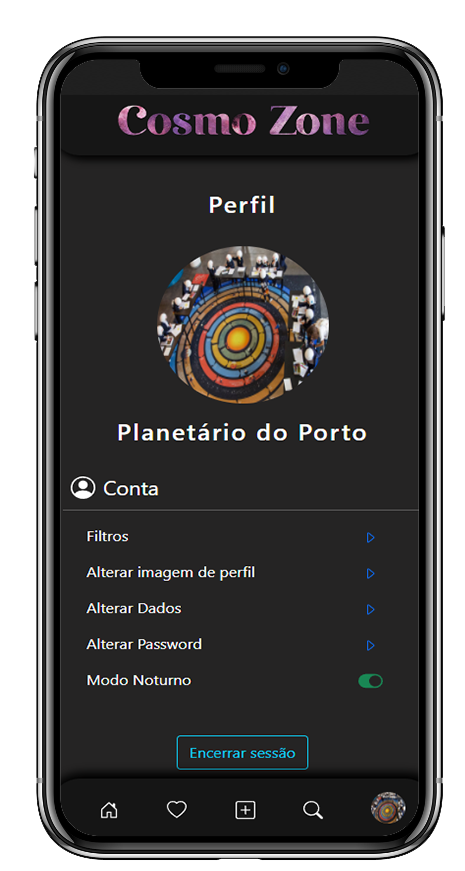 Cosmo Zone
Perfil
Planetário do Porto
Conta
Filtros
Alterar imagem de perfil
Alterar Dados
Alterar Password
Modo Noturno
Encerrar sessão